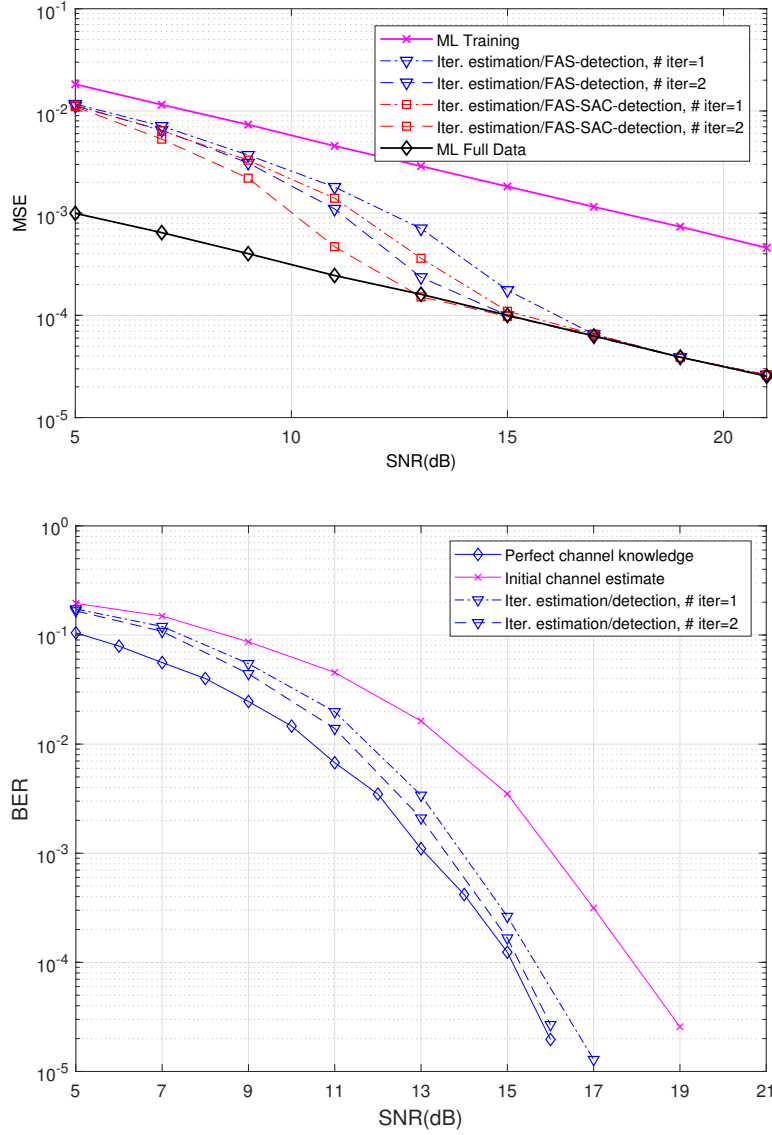 10^-1
ML Training
Iter. estimation/FAS-detection, # iter=1
Iter. estimation/FAS-detection, # iter=2
Iter. estimation/FAS-SAC-detection, # iter=1
Iter. estimation/FAS-SAC-detection, # iter=2
ML Full Data
10^-2
MSE
10^-3
10^-4
10^-5
5 10 15 20
SNR(dB)
10^0
Perfect channel knowledge
Initial channel estimate
Iter. estimation/detection, # iter=1
Iter. estimation/detection, # iter=2
10^-1
10^-2
BER
10^-3
10^-4
10^-5
5 7 9 11 13 15 17 19 21
SNR(dB)